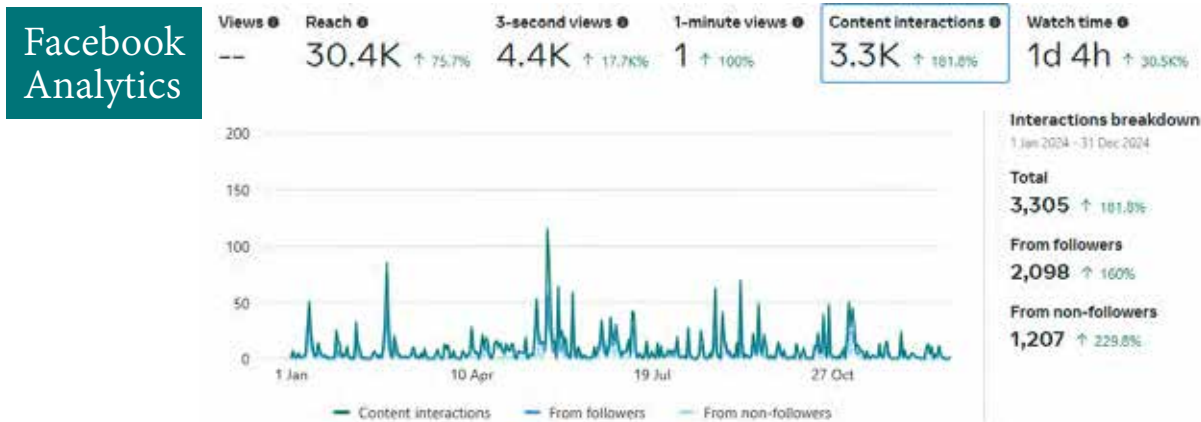 Facebook
Analytics
Views
--
Reach
30.4K ↑ 75.7%
3-second views
4.4K ↑ 17.7K%
1-minute views
1 ↑ 100%
Content interactions
3.3K ↑ 181.8%
Watch time
1d 4h ↑ 30.5K%
200
150
100
50
0
1 Jan
10 Apr
19 Jul
27 Oct
Content interactions
From followers
From non-followers
Interactions breakdown
1 Jan 2024 - 31 Dec 2024
Total
3,305 ↑ 181.8%
From followers
2,098 ↑ 160%
From non-followers
1,207 ↑ 229.8%